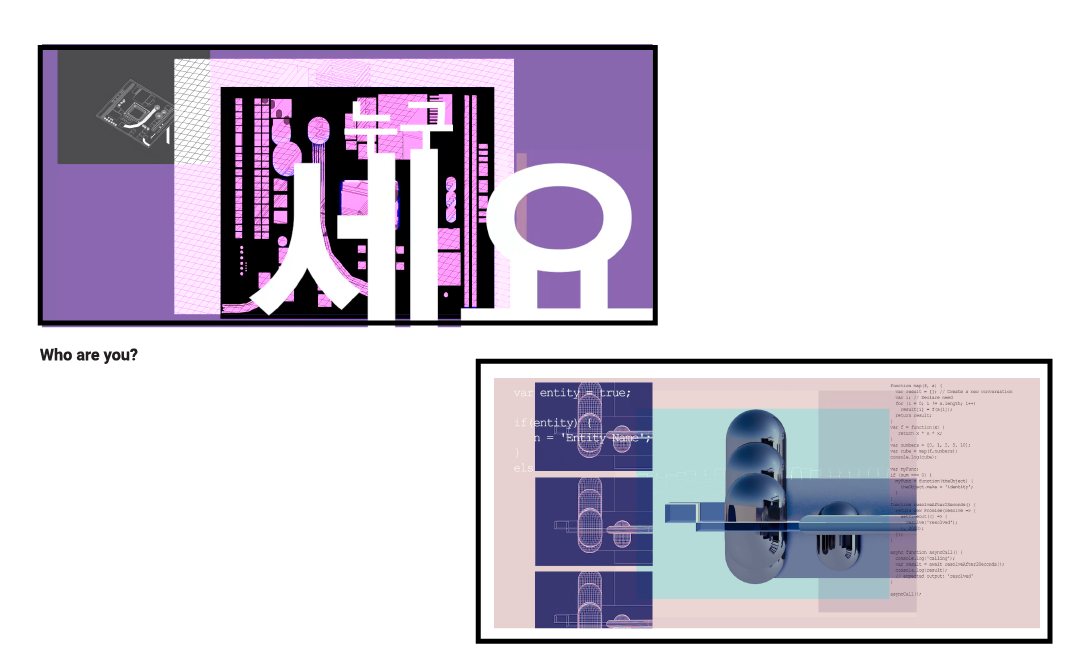 누구
세요
Who are you?
var entity = true;
if(entity) {
n = 'Entity Name';
}
els
function map(f, a) {
var result = []; // Create a new conversation
var i; // Declare need
for (i = 0; i != a.length; i++)
result[i] = f(a[i]);
return result;
}
var f = function(x) {
return x * x * x;
}
var numbers = [0, 1, 2, 5, 10];
var cube = map(f,numbers);
console.log(cube);
var myFunc;
if (num === 0) {
myFunc = function(theObject) {
theObject.make = 'identity';
}
}
function resolveAfter2Seconds() {
return new Promise(resolve => {
setTimeout(() => {
resolve('resolved');
});
}
async function asyncCall() {
console.log('calling');
var result = await resolveAfter2Seconds();
console.log(result);
// expected output: 'resolved'
}
asyncCall();